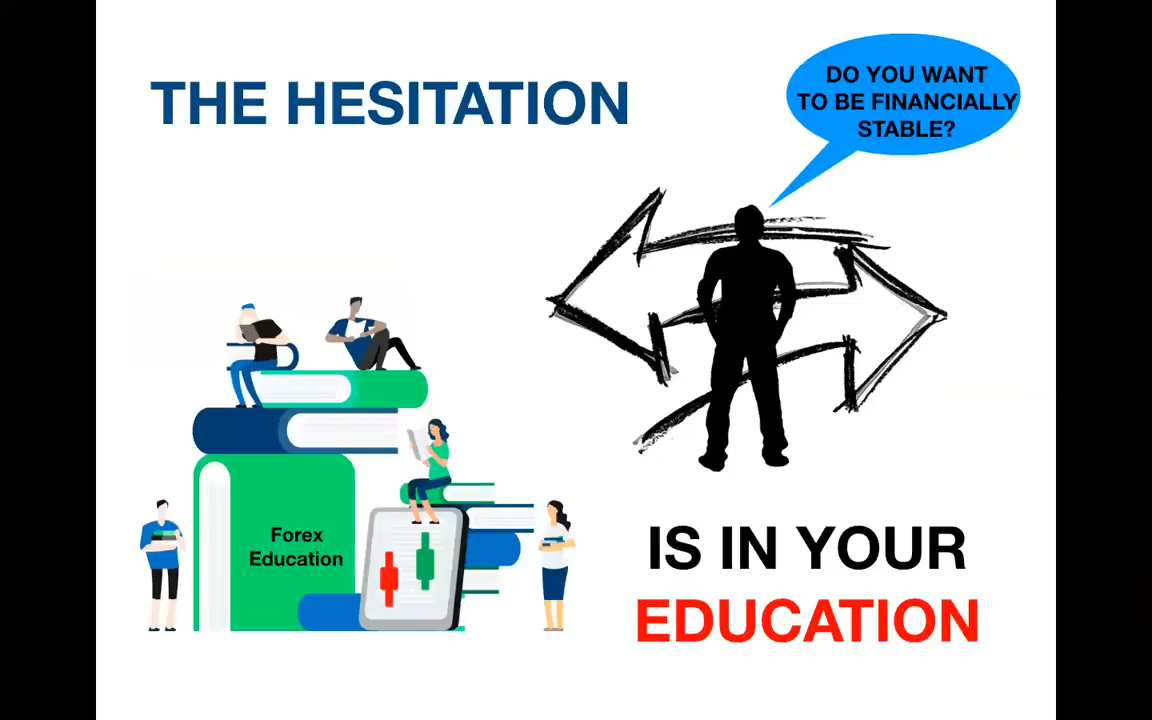 THE HESITATION
DO YOU WANT
TO BE FINANCIALLY
STABLE?
Forex
Education
IS IN YOUR
EDUCATION